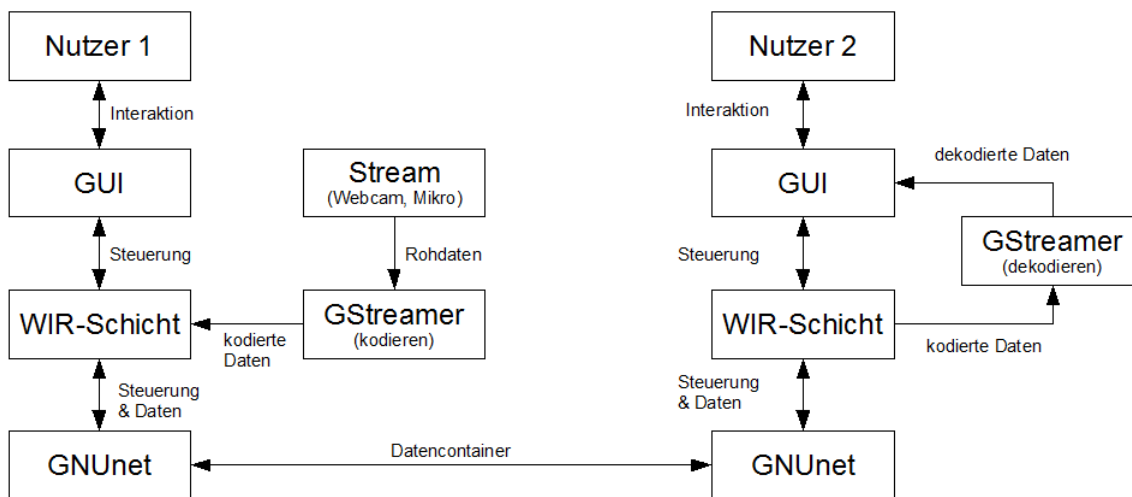 Nutzer 1
Nutzer 2
Interaktion
Interaktion
dekodierte Daten
GUI
Stream
(Webcam, Mikro)
GUI
Steuerung
Rohdaten
Steuerung
GStreamer
(dekodieren)
WIR-Schicht
GStreamer
(kodieren)
WIR-Schicht
kodierte
Daten
kodierte Daten
Steuerung
& Daten
Steuerung
& Daten
GNUnet
Datencontainer
GNUnet